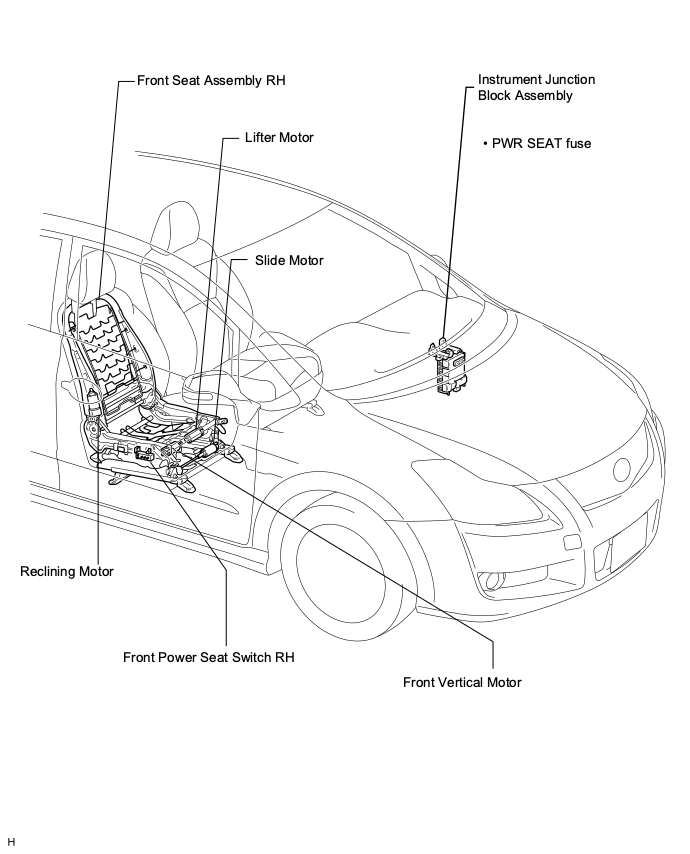 Front Seat Assembly RH
Instrument Junction
Block Assembly
Lifter Motor
• PWR SEAT fuse
Slide Motor
Reclining Motor
Front Power Seat Switch RH
Front Vertical Motor
H